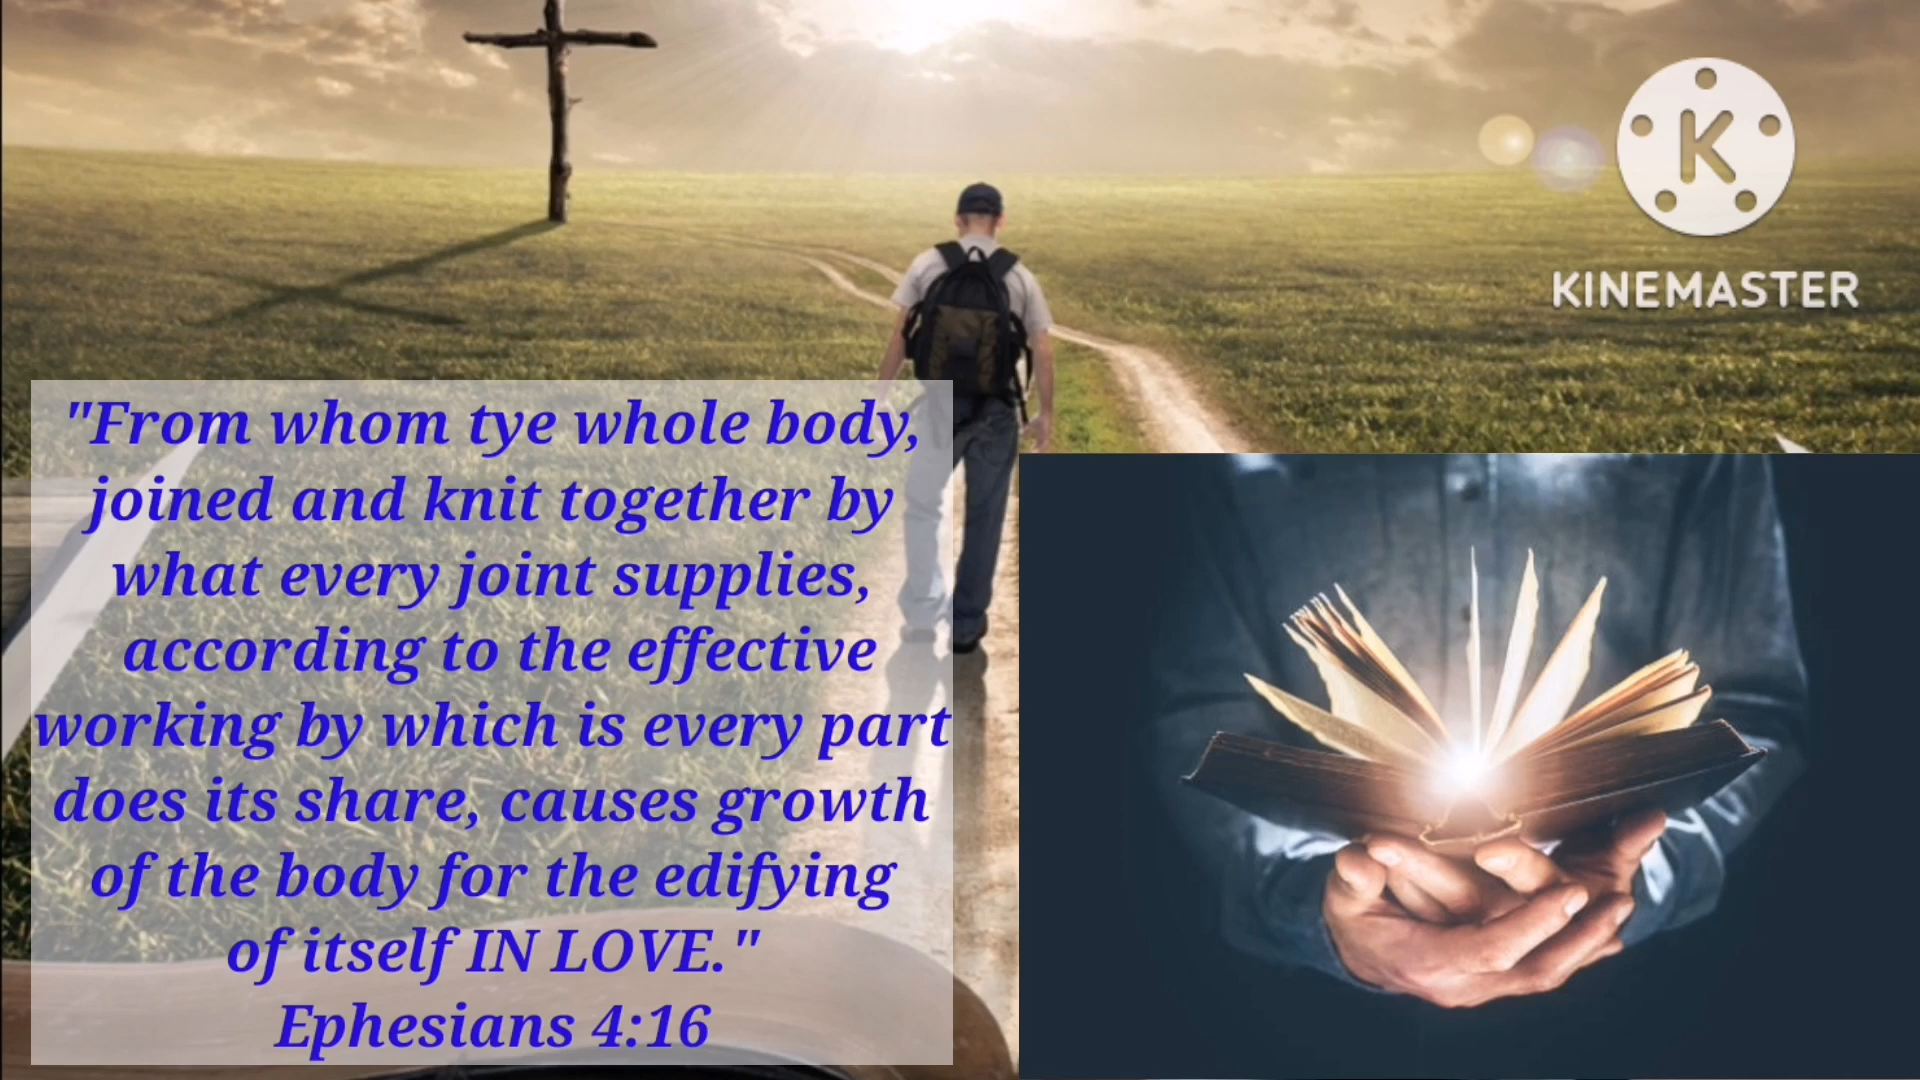 K
KINEMASTER
"From whom tye whole body,
joined and knit together by
what every joint supplies,
according to the effective
working by which is every part
does its share, causes growth
of the body for the edifying
of itself IN LOVE."
Ephesians 4:16